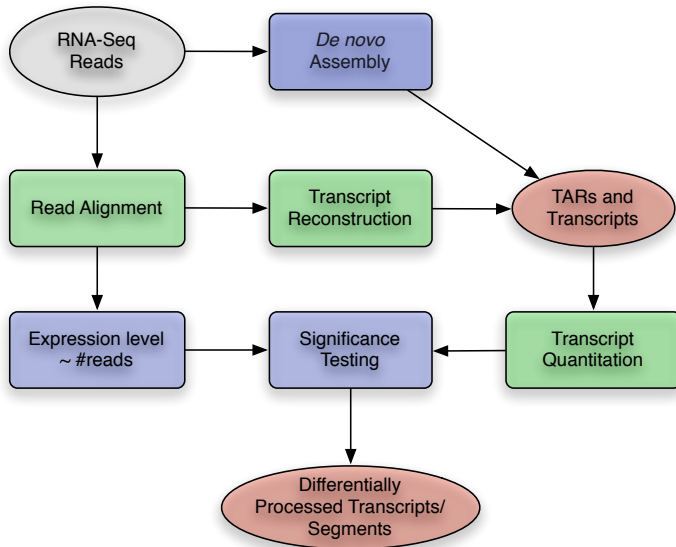 RNA-Seq
Reads
De novo
Assembly
Read Alignment
Transcript
Reconstruction
TARs and
Transcripts
Expression level
~ #reads
Significance
Testing
Transcript
Quantitation
Differentially
Processed Transcripts/
Segments